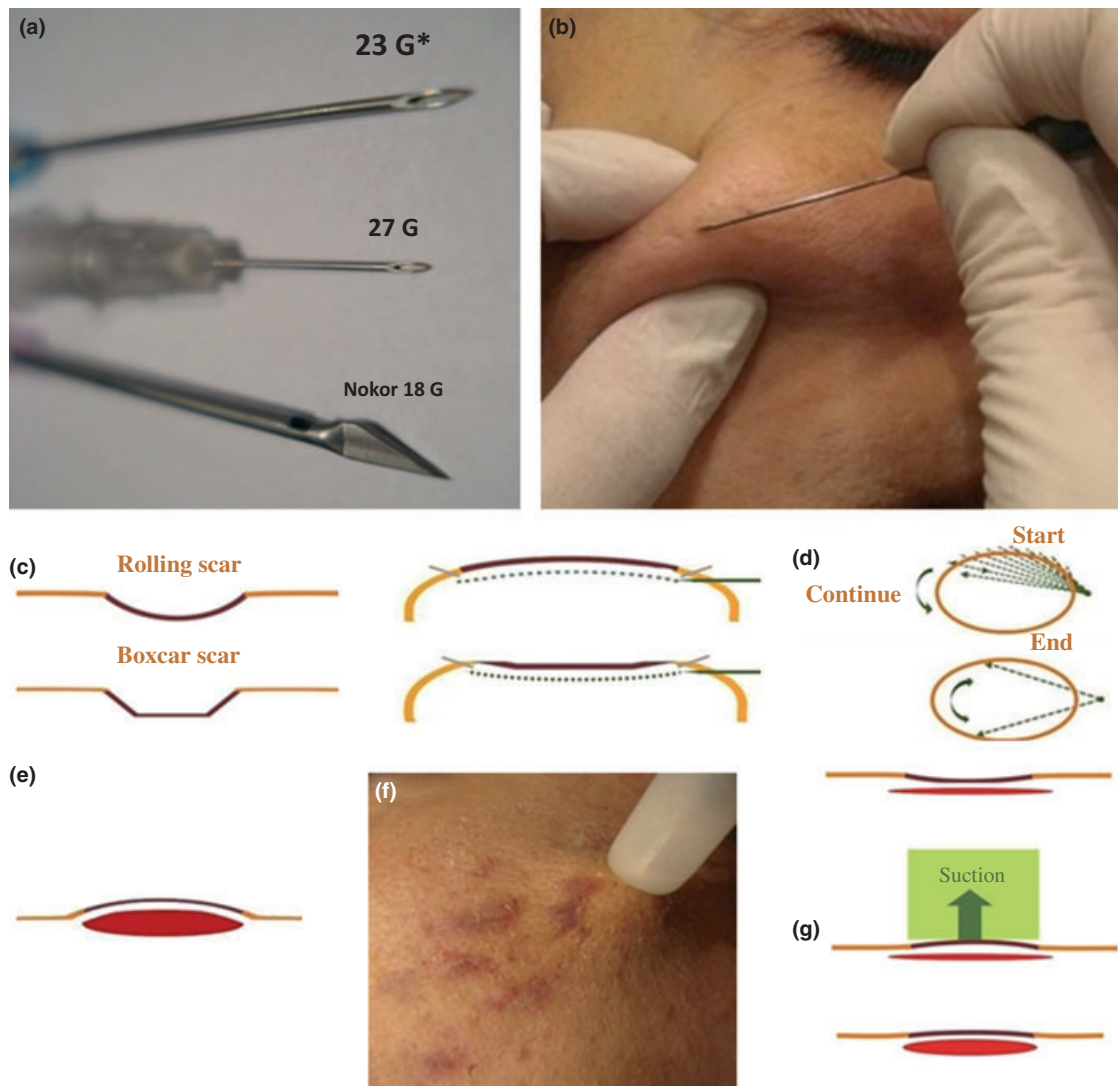 (a)
23 G*
27 G
Nokor 18 G
(b)
(c)
Rolling scar
Boxcar scar
(d)
Start
Continue
End
(e)
(f)
Suction
(g)